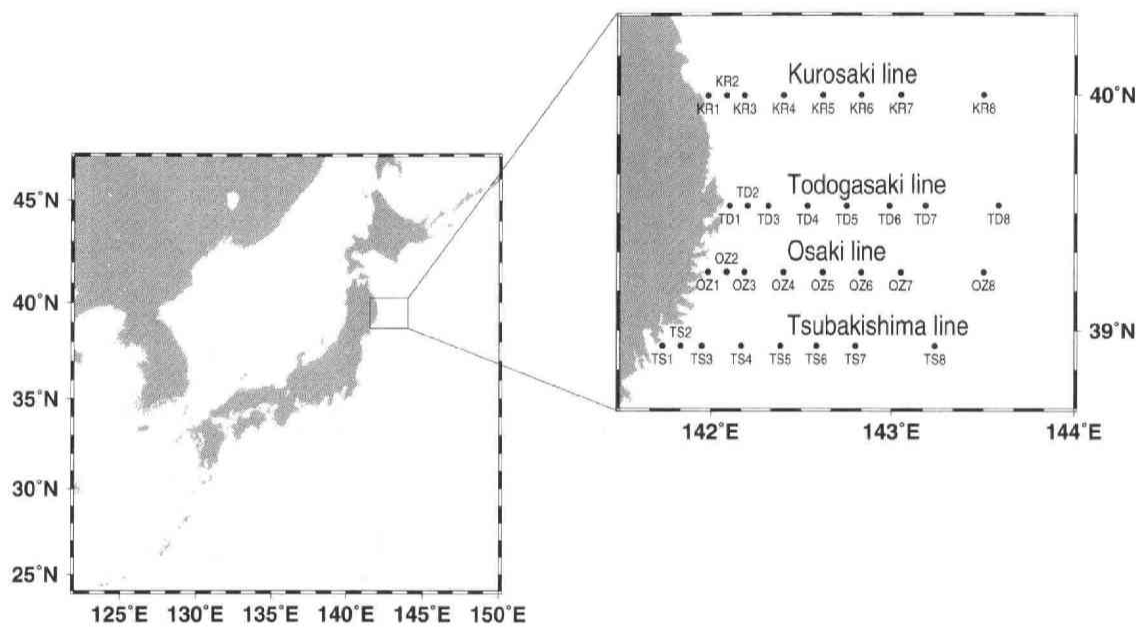 45°N
40°N
35°N
30°N
25°N
125°E 130°E 135°E 140°E 145°E 150°E
Kurosaki line
KR2
KR1 KR3 KR4 KR5 KR6 KR7 KR8
Todogasaki line
TD2
TD1 TD3 TD4 TD5 TD6 TD7 TD8
Osaki line
OZ2
OZ1 OZ3 OZ4 OZ5 OZ6 OZ7 OZ8
Tsubakishima line
TS2
TS1 TS3 TS4 TS5 TS6 TS7 TS8
40°N
39°N
142°E 143°E 144°E